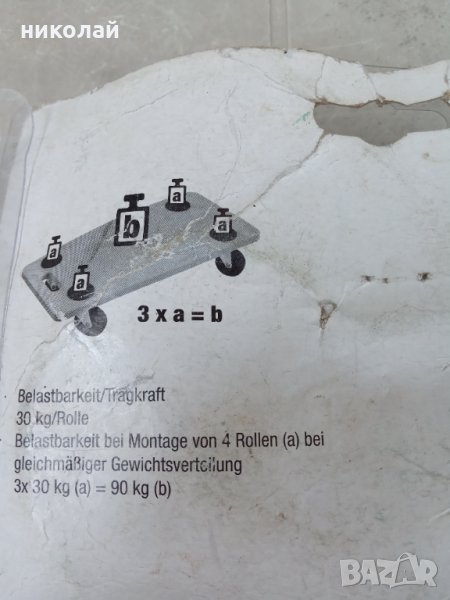 николай
a
b
a
a
a
3 x a = b
Belastbarkeit/Tragkraft
30 kg/Rolle
Belastbarkeit bei Montage von 4 Rollen (a) bei
gleichmäßiger Gewichtsverteilung
3x 30 kg (a) = 90 kg (b)
BAZAR